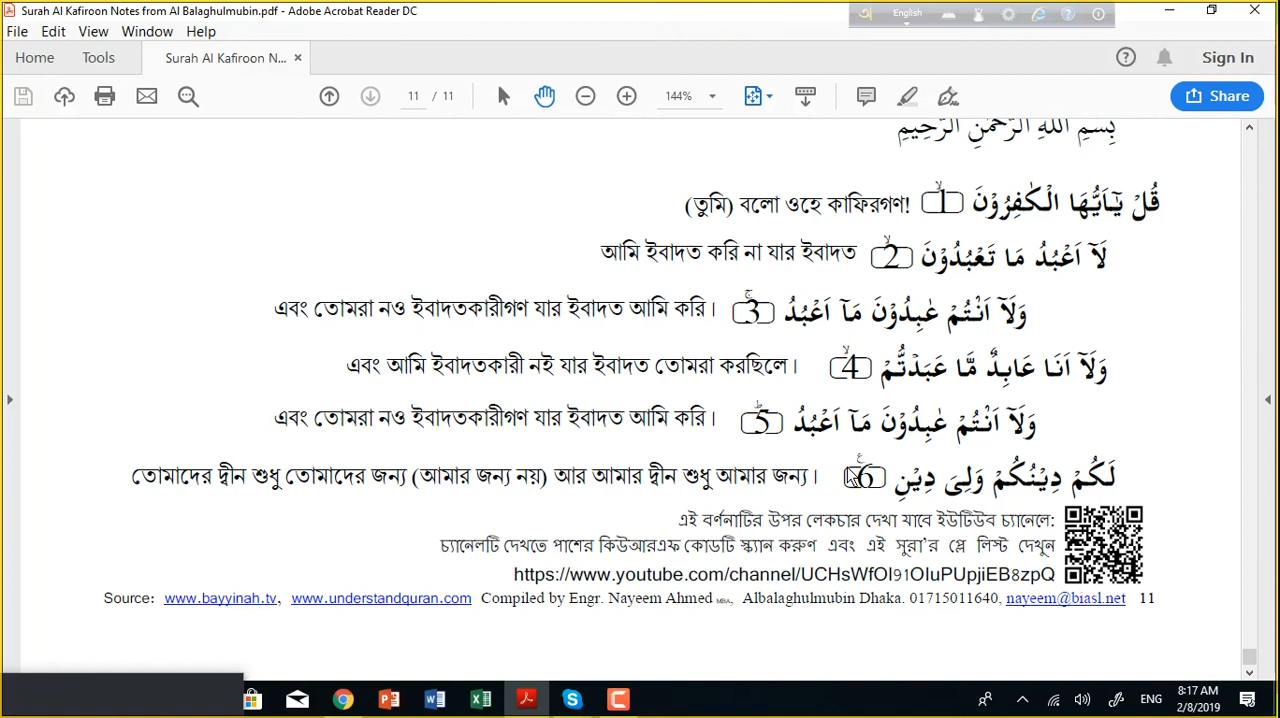 Surah Al Kafiroon Notes from Al Balaghulmubin.pdf - Adobe Acrobat Reader DC
English
File Edit View Window Help
Home Tools Surah Al Kafiroon N... Sign In
11 / 11 144% Share
بِسْمِ اللهِ الرَّحْمٰنِ الرَّحِيْمِ
قُلْ يٰٓاَيُّهَا الْكٰفِرُوْنَ 1 (তুমি) বলো ওহে কাফিরগণ!
لَآ اَعْبُدُ مَا تَعْبُدُوْنَ 2 আমি ইবাদত করি না যার ইবাদত
وَلَآ اَنْتُمْ عٰبِدُوْنَ مَآ اَعْبُدُ 3 এবং তোমরা নও ইবাদতকারীগণ যার ইবাদত আমি করি।
وَلَآ اَنَا عَابِدٌ مَّا عَبَدْتُّمْ 4 এবং আমি ইবাদতকারী নই যার ইবাদত তোমরা করছিলে।
وَلَآ اَنْتُمْ عٰبِدُوْنَ مَآ اَعْبُدُ 5 এবং তোমরা নও ইবাদতকারীগণ যার ইবাদত আমি করি।
لَكُمْ دِيْنُكُمْ وَلِىَ دِيْنِ 6 তোমাদের দ্বীন শুধু তোমাদের জন্য (আমার জন্য নয়) আর আমার দ্বীন শুধু আমার জন্য।
এই বর্ণনাটির উপর লেকচার দেখা যাবে ইউটিউব চ্যানেলে:
চ্যানেলটি দেখতে পাশের কিউআরএফ কোডটি স্ক্যান করুণ এবং এই সুরা'র প্লে লিস্ট দেখুন
https://www.youtube.com/channel/UCHsWfOI91OIuPUpjiEB8zpQ
Source: www.bayyinah.tv, www.understandquran.com Compiled by Engr. Nayeem Ahmed MBA, Albalaghulmubin Dhaka. 01715011640, nayeem@biasl.net 11
ENG 8:17 AM
2/8/2019